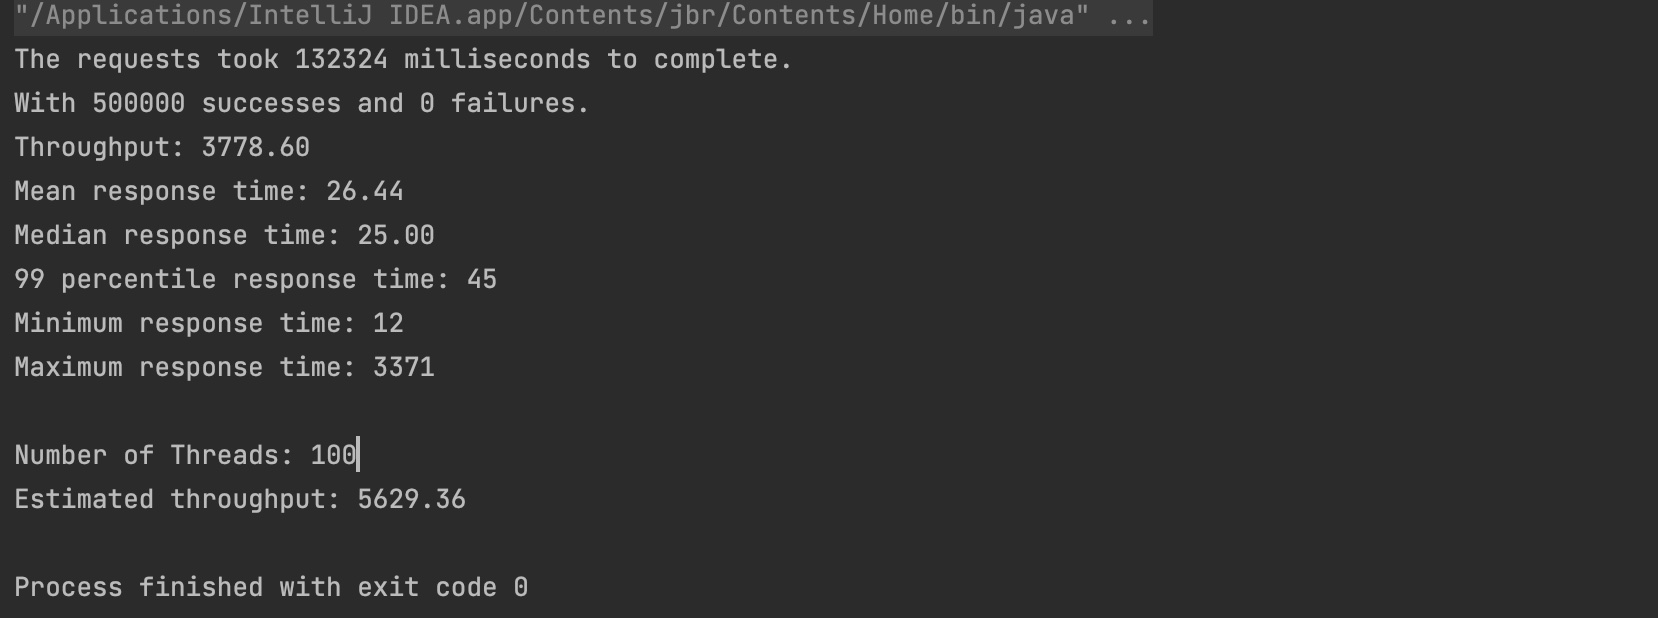 "/Applications/IntelliJ IDEA.app/Contents/jbr/Contents/Home/bin/java" ...
The requests took 132324 milliseconds to complete.
With 500000 successes and 0 failures.
Throughput: 3778.60
Mean response time: 26.44
Median response time: 25.00
99 percentile response time: 45
Minimum response time: 12
Maximum response time: 3371
Number of Threads: 100
Estimated throughput: 5629.36
Process finished with exit code 0